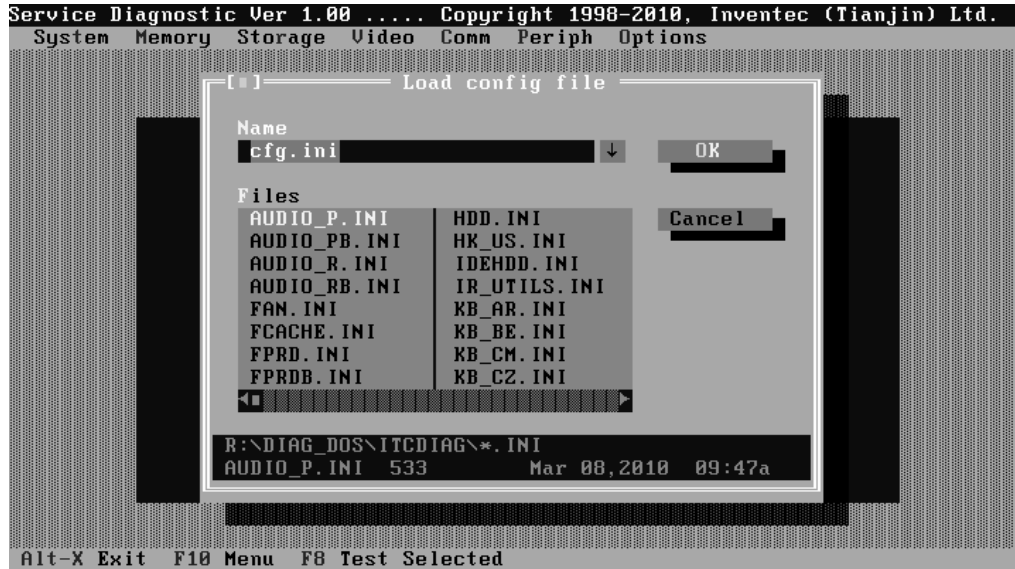 Service Diagnostic Ver 1.00 ..... Copyright 1998-2010, Inventec (Tianjin) Ltd.
System Memory Storage Video Comm Periph Options
Load config file
Name
cfg.ini ↓ OK
Files
AUDIO_P.INI HDD.INI Cancel
AUDIO_PB.INI HK_US.INI
AUDIO_R.INI IDEHDD.INI
AUDIO_RB.INI IR_UTILS.INI
FAN.INI KB_AR.INI
FCACHE.INI KB_BE.INI
FPRD.INI KB_CM.INI
FPRDB.INI KB_CZ.INI
R:\DIAG_DOS\ITCDIAG\*.INI
AUDIO_P.INI 533 Mar 08,2010 09:47a
Alt-X Exit F10 Menu F8 Test Selected